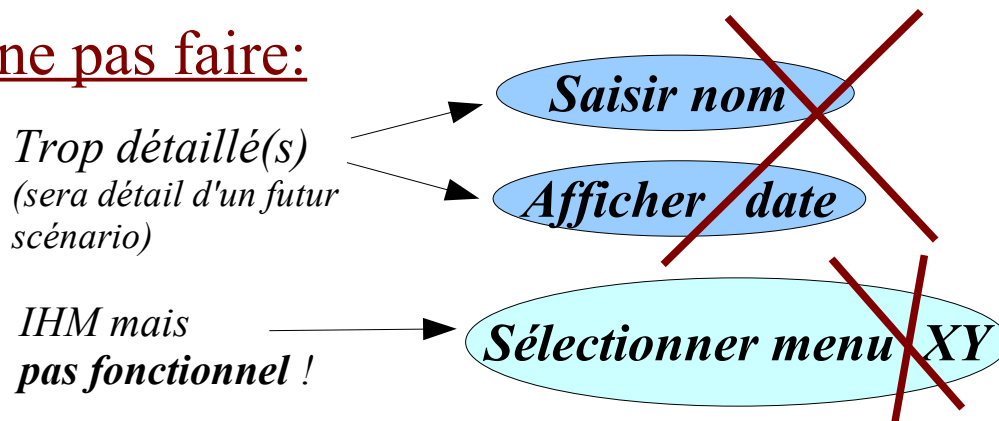 ne pas faire:
Saisir nom
Trop détaillé(s)
(sera détail d'un futur
scénario)
Afficher date
IHM mais
pas fonctionnel !
Sélectionner menu XY